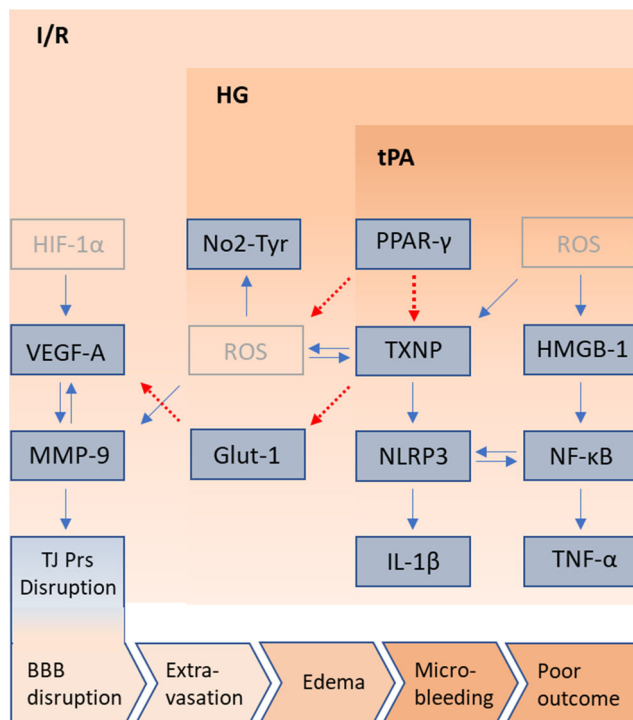 I/R
HG
tPA
HIF-1α
No2-Tyr
PPAR-γ
ROS
VEGF-A
ROS
TXNP
HMGB-1
MMP-9
Glut-1
NLRP3
NF-κB
TJ Prs
Disruption
IL-1β
TNF-α
BBB
disruption
Extra-
vasation
Edema
Micro-
bleeding
Poor
outcome